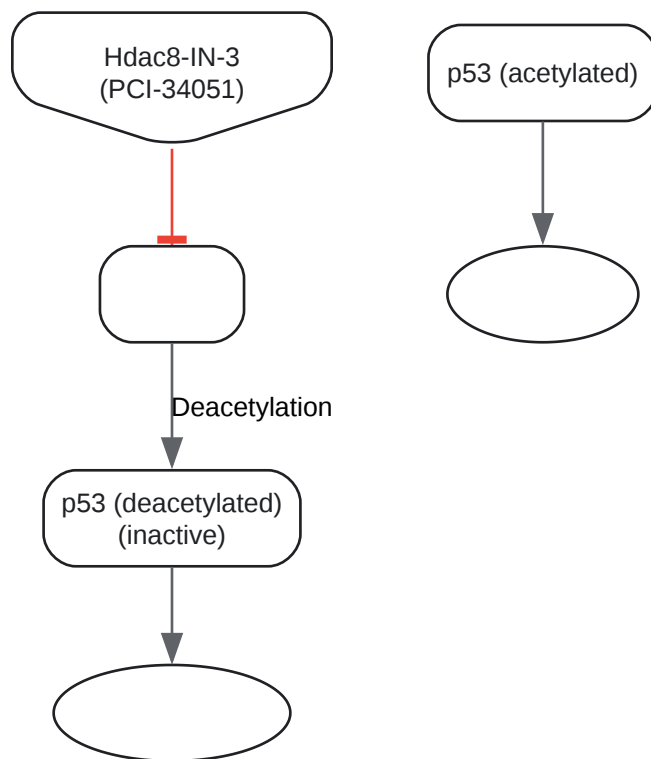 Hdac8-IN-3
(PCI-34051)
p53 (acetylated)
Deacetylation
p53 (deacetylated)
(inactive)